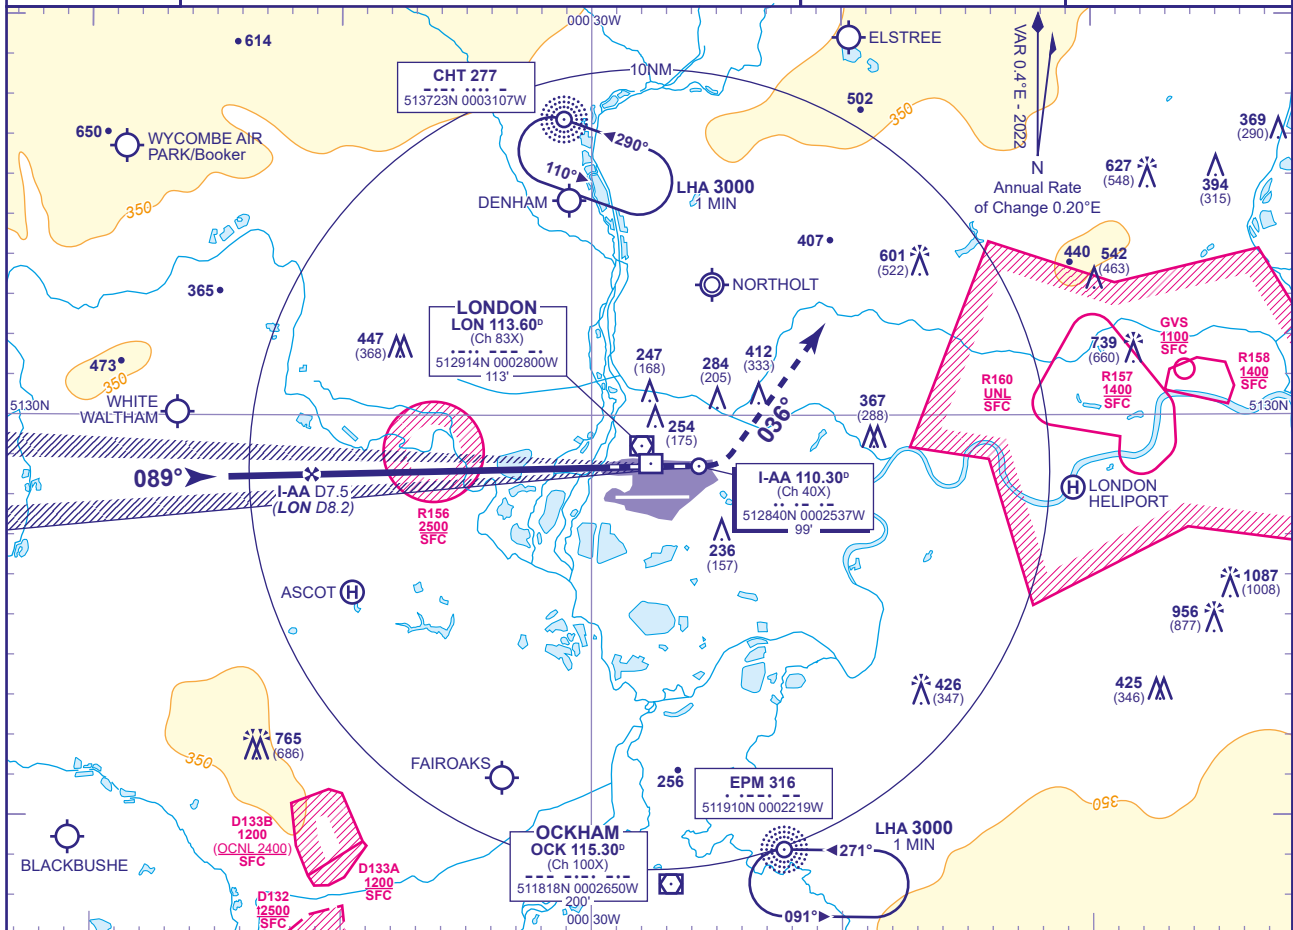 000 30W
614
ELSTREE
VAR 0.4°E - 2022
10NM
CHT 277
513723N 0003107W
502
350
369
(290)
650
WYCOMBE AIR
PARK/Booker
290°
110°
N
Annual Rate
of Change 0.20°E
627
(548)
394
(315)
LHA 3000
1 MIN
DENHAM
350
407
601
(522)
440
542
(463)
365
NORTHOLT
LONDON
LON 113.60ᴰ
(Ch 83X)
512914N 0002800W
113'
447
(368)
GVS
1100
SFC
739
(660)
R158
1400
SFC
R157
1400
SFC
R160
UNL
SFC
473
350
247
(168)
284
(205)
412
(333)
WHITE
WALTHAM
5130N
5130N
367
(288)
254
(175)
036°
089°
I-AA D7.5
(LON D8.2)
I-AA 110.30ᴰ
(Ch 40X)
512840N 0002537W
99'
H
LONDON
HELIPORT
R156
2500
SFC
236
(157)
ASCOT
H
1087
(1008)
956
(877)
426
(347)
425
(346)
765
(686)
350
FAIROAKS
256
EPM 316
511910N 0002219W
350
D133B
1200
(OCNL 2400)
SFC
OCKHAM
OCK 115.30ᴰ
(Ch 100X)
511818N 0002650W
200'
LHA 3000
1 MIN
271°
BLACKBUSHE
D133A
1200
SFC
D132
2500
SFC
091°
000 30W